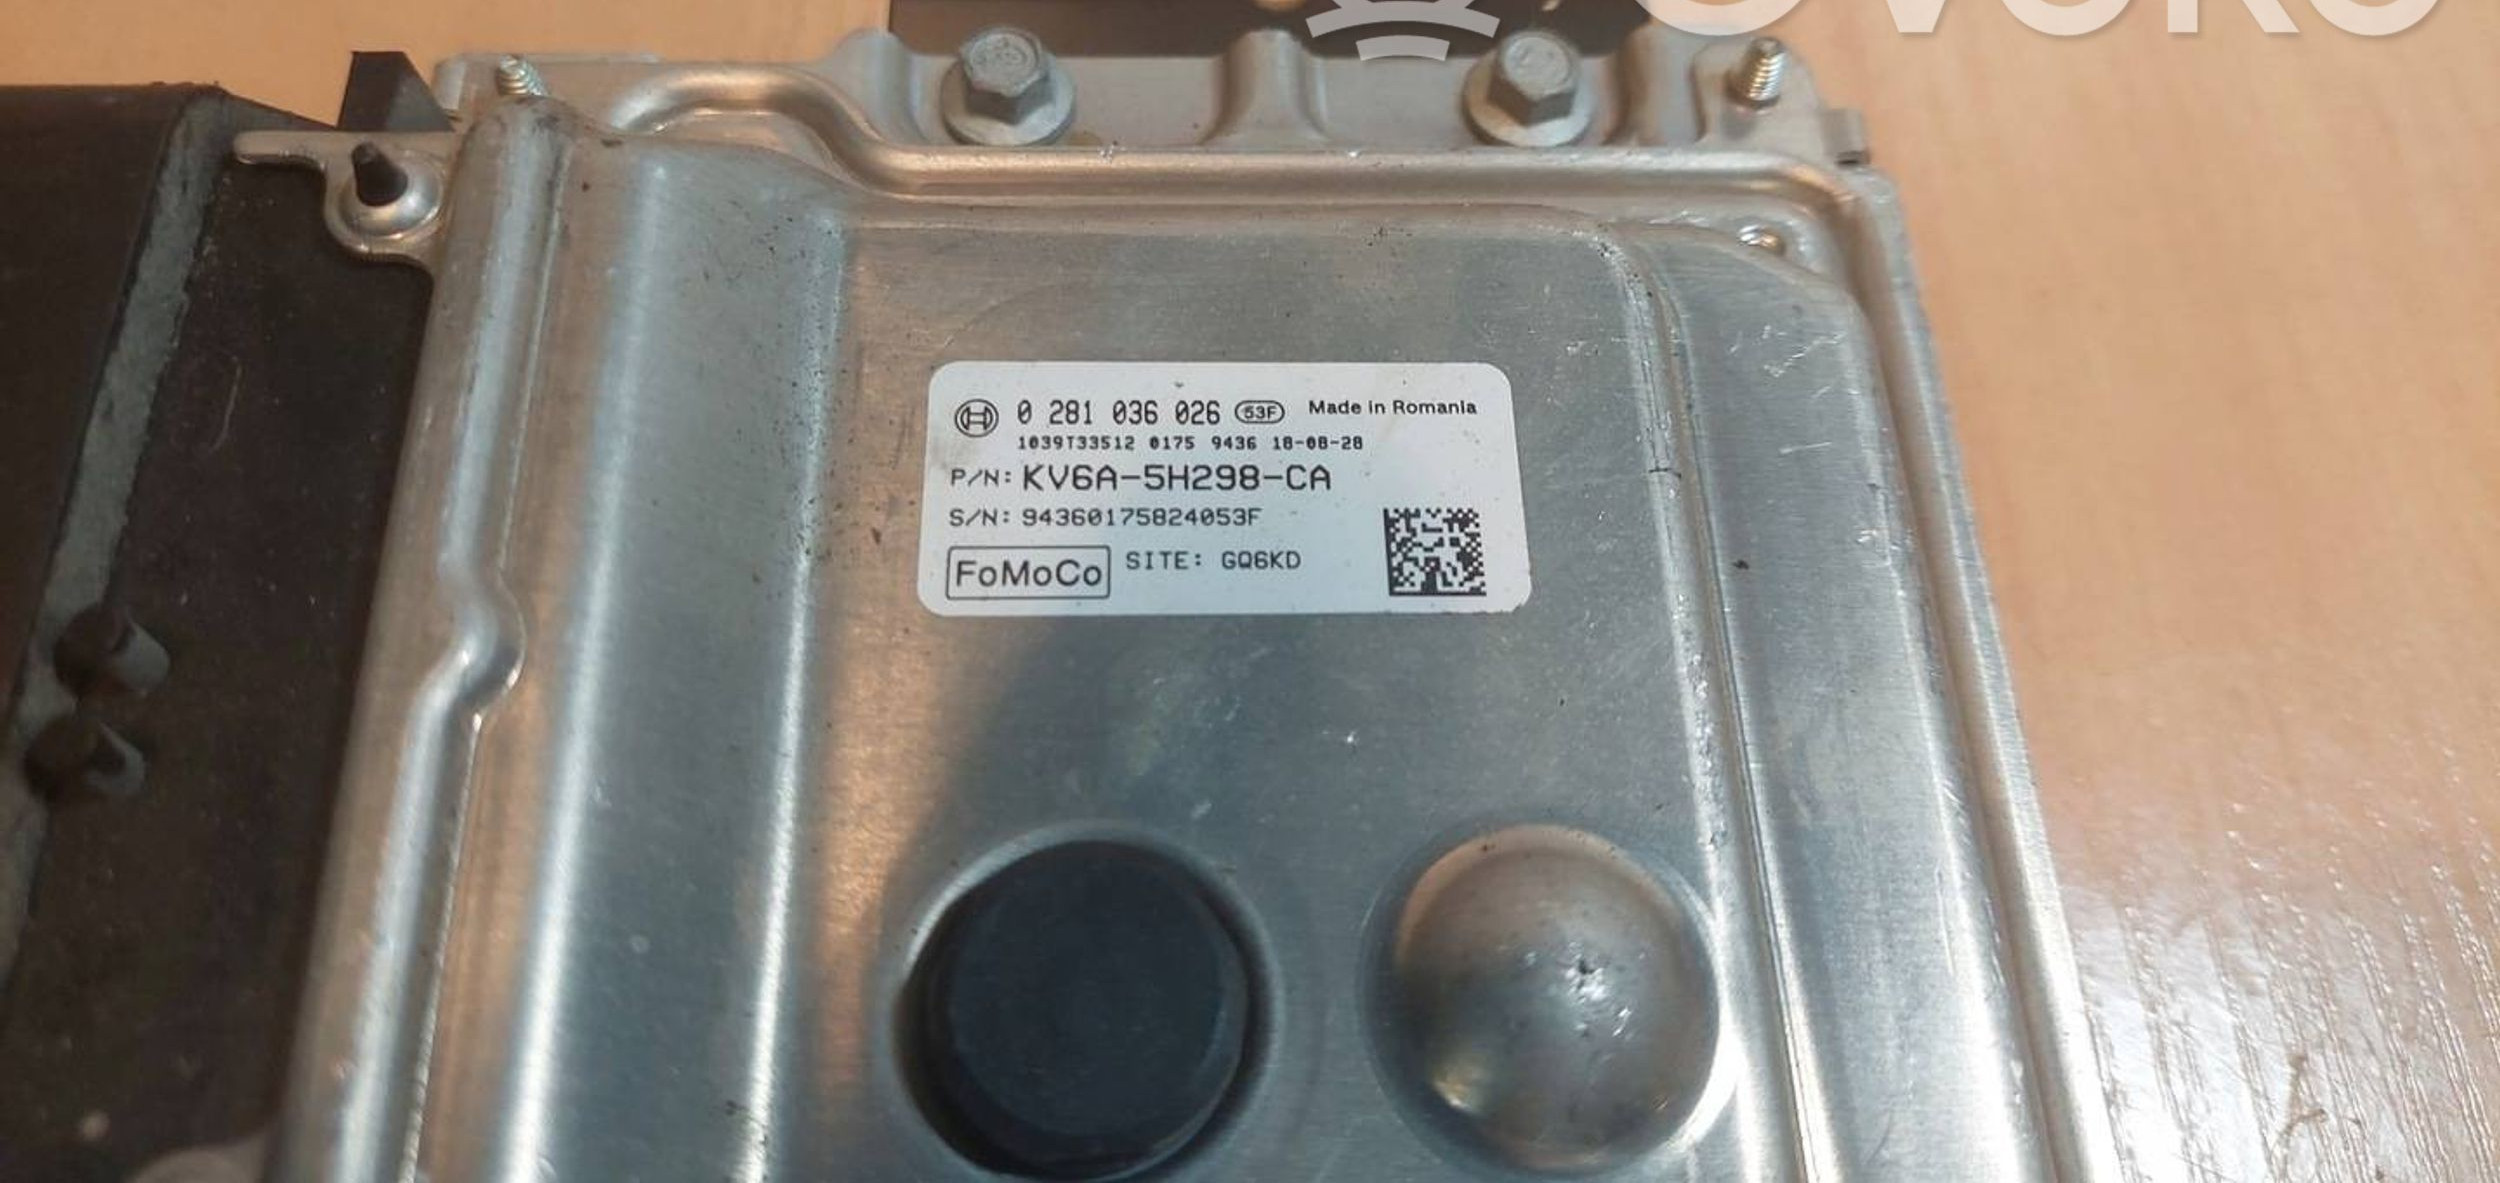 OVOKO
0 281 036 026 53F Made in Romania
1039T33512 0175 9436 18-08-28
P/N: KV6A-5H298-CA
S/N: 94360175824053F
FoMoCo SITE: GQ6KD